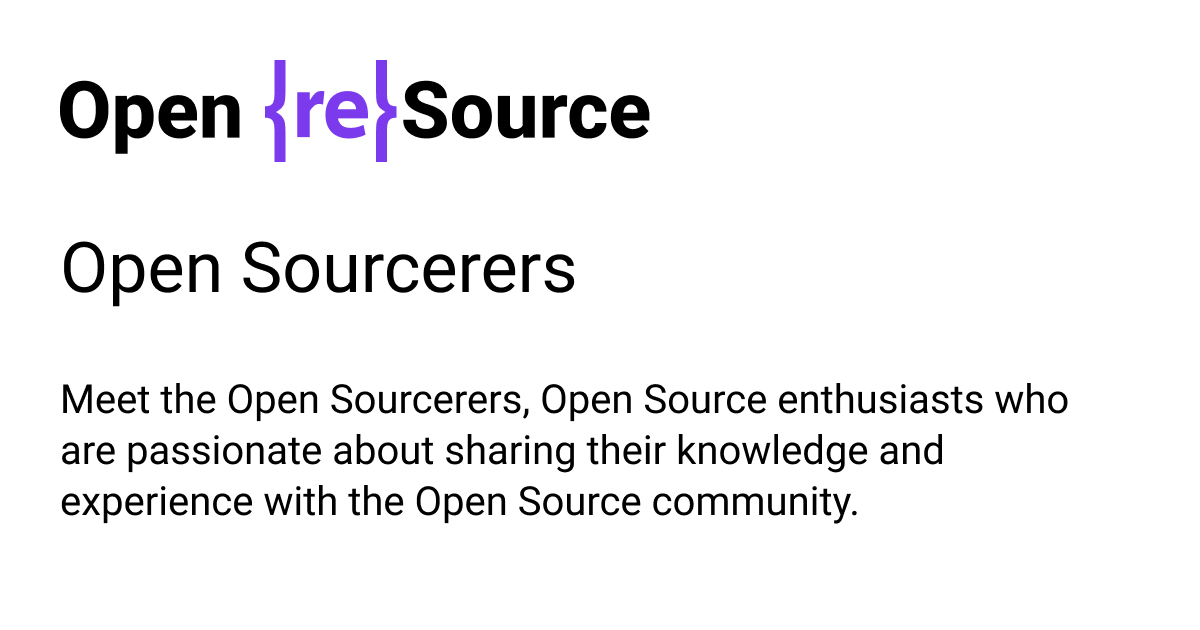 Open {re}Source
Open Sourcerers
Meet the Open Sourcerers, Open Source enthusiasts who
are passionate about sharing their knowledge and
experience with the Open Source community.